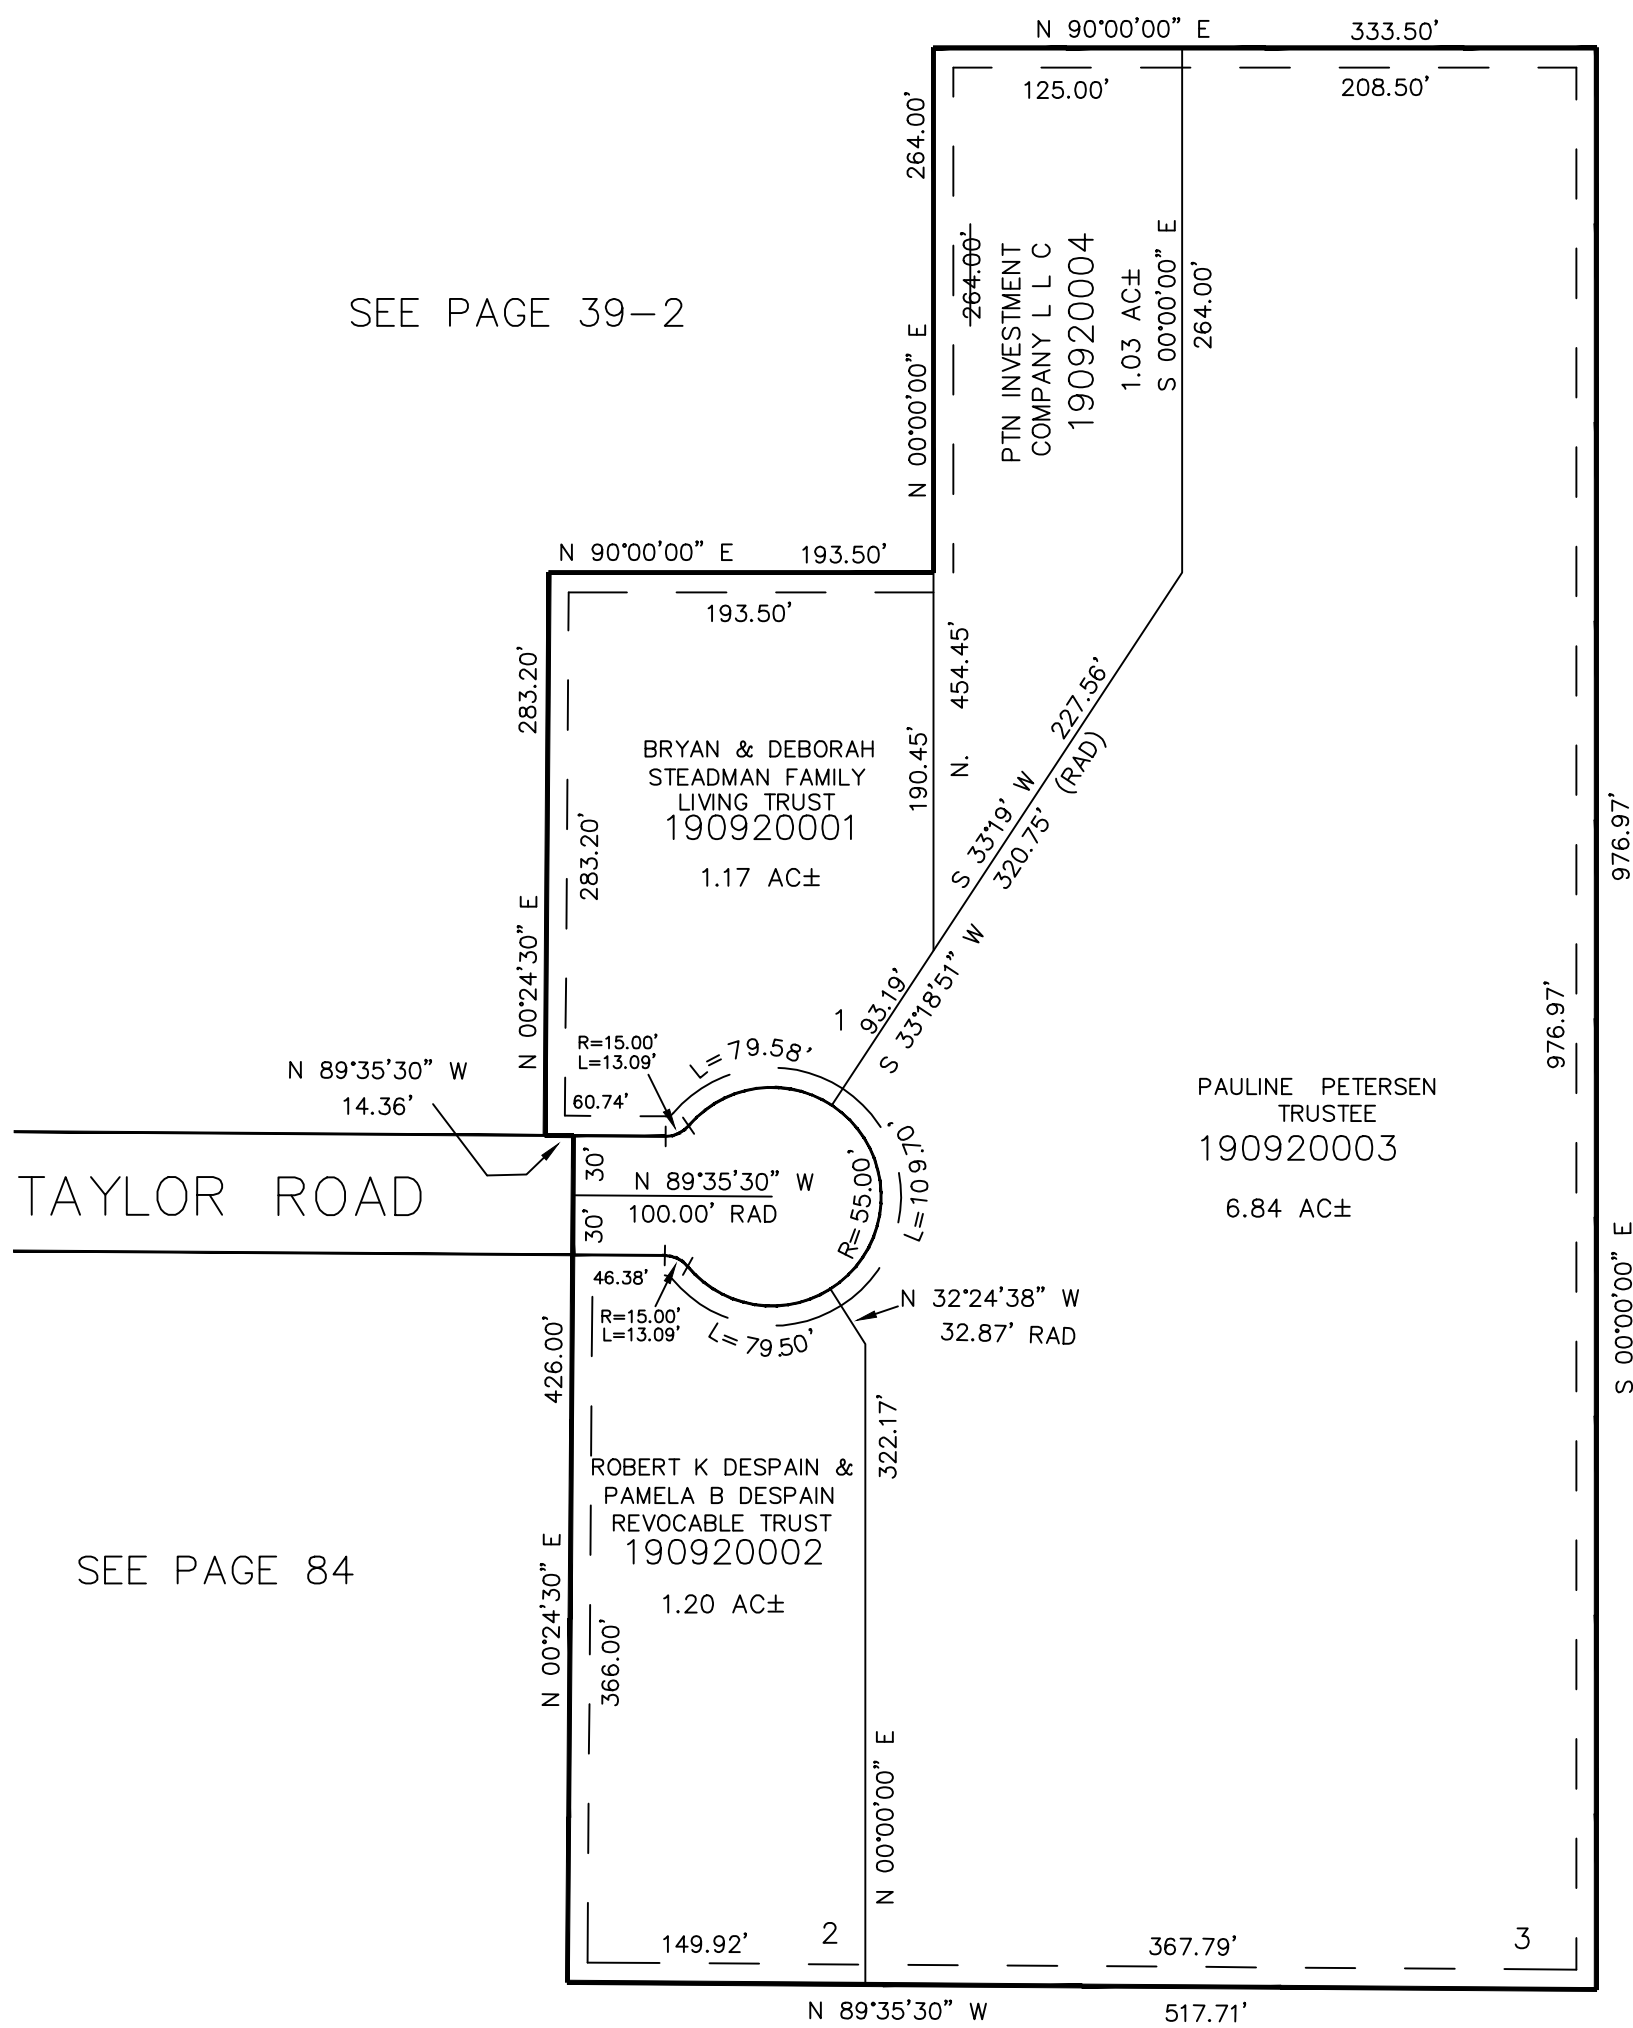 N 90°00'00" E 333.50'
125.00' 208.50'
264.00'
N 00°00'00" E
264.00'
PTN INVESTMENT
COMPANY L L C
190920004
1.03 AC±
S 00°00'00" E
264.00'
SEE PAGE 39-2
N 90°00'00" E 193.50'
193.50'
283.20'
N 00°24'30" E
283.20'
BRYAN & DEBORAH
STEADMAN FAMILY
LIVING TRUST
190920001
1.17 AC±
190.45'
N. 454.45'
S 33°19' W 227.56'
S 33°18'51" W 320.75' (RAD)
93.19'
1
976.97'
976.97'
S 00°00'00" E
PAULINE PETERSEN
TRUSTEE
190920003
6.84 AC±
N 89°35'30" W
14.36'
R=15.00'
L=13.09'
60.74'
L=79.58'
L=109.70'
R=55.00'
TAYLOR ROAD
30'
30'
N 89°35'30" W
100.00' RAD
46.38'
R=15.00'
L=13.09'
L=79.50'
N 32°24'38" W
32.87' RAD
426.00'
N 00°24'30" E
366.00'
322.17'
N 00°00'00" E
ROBERT K DESPAIN &
PAMELA B DESPAIN
REVOCABLE TRUST
190920002
1.20 AC±
SEE PAGE 84
149.92'
2
367.79'
3
N 89°35'30" W 517.71'